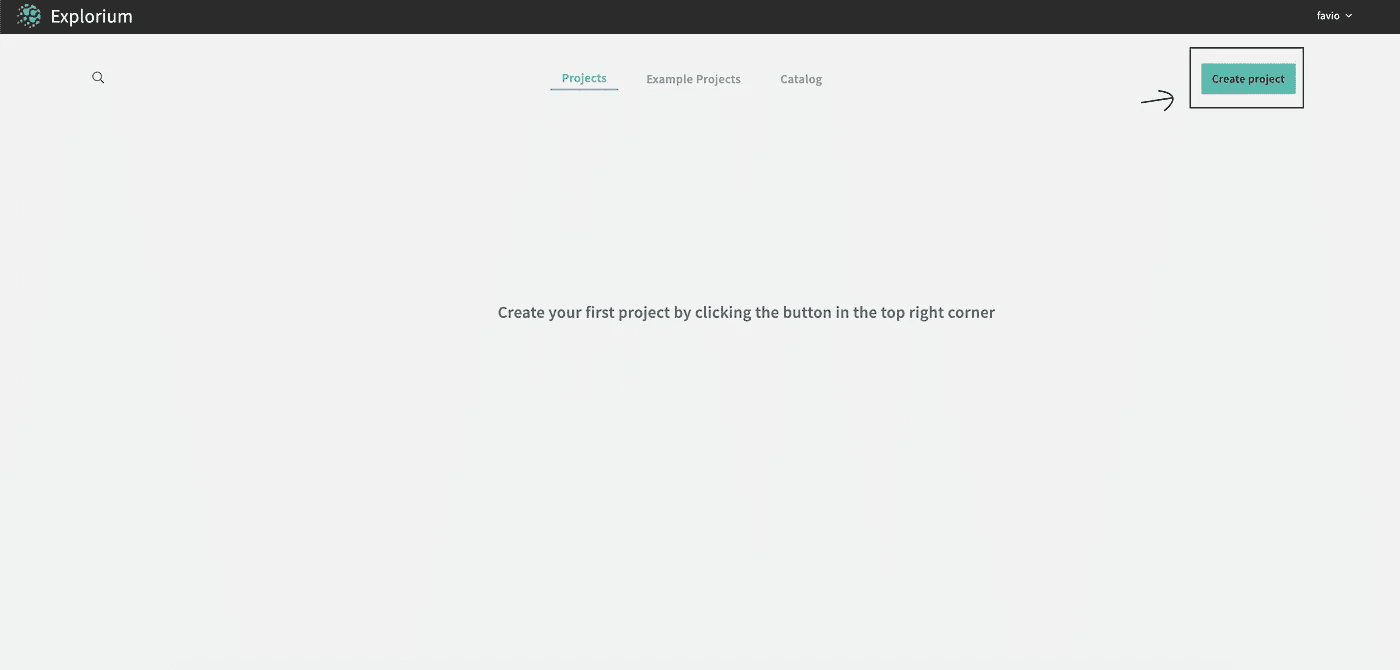 Explorium
favio
Projects
Example Projects
Catalog
Create project
Create your first project by clicking the button in the top right corner